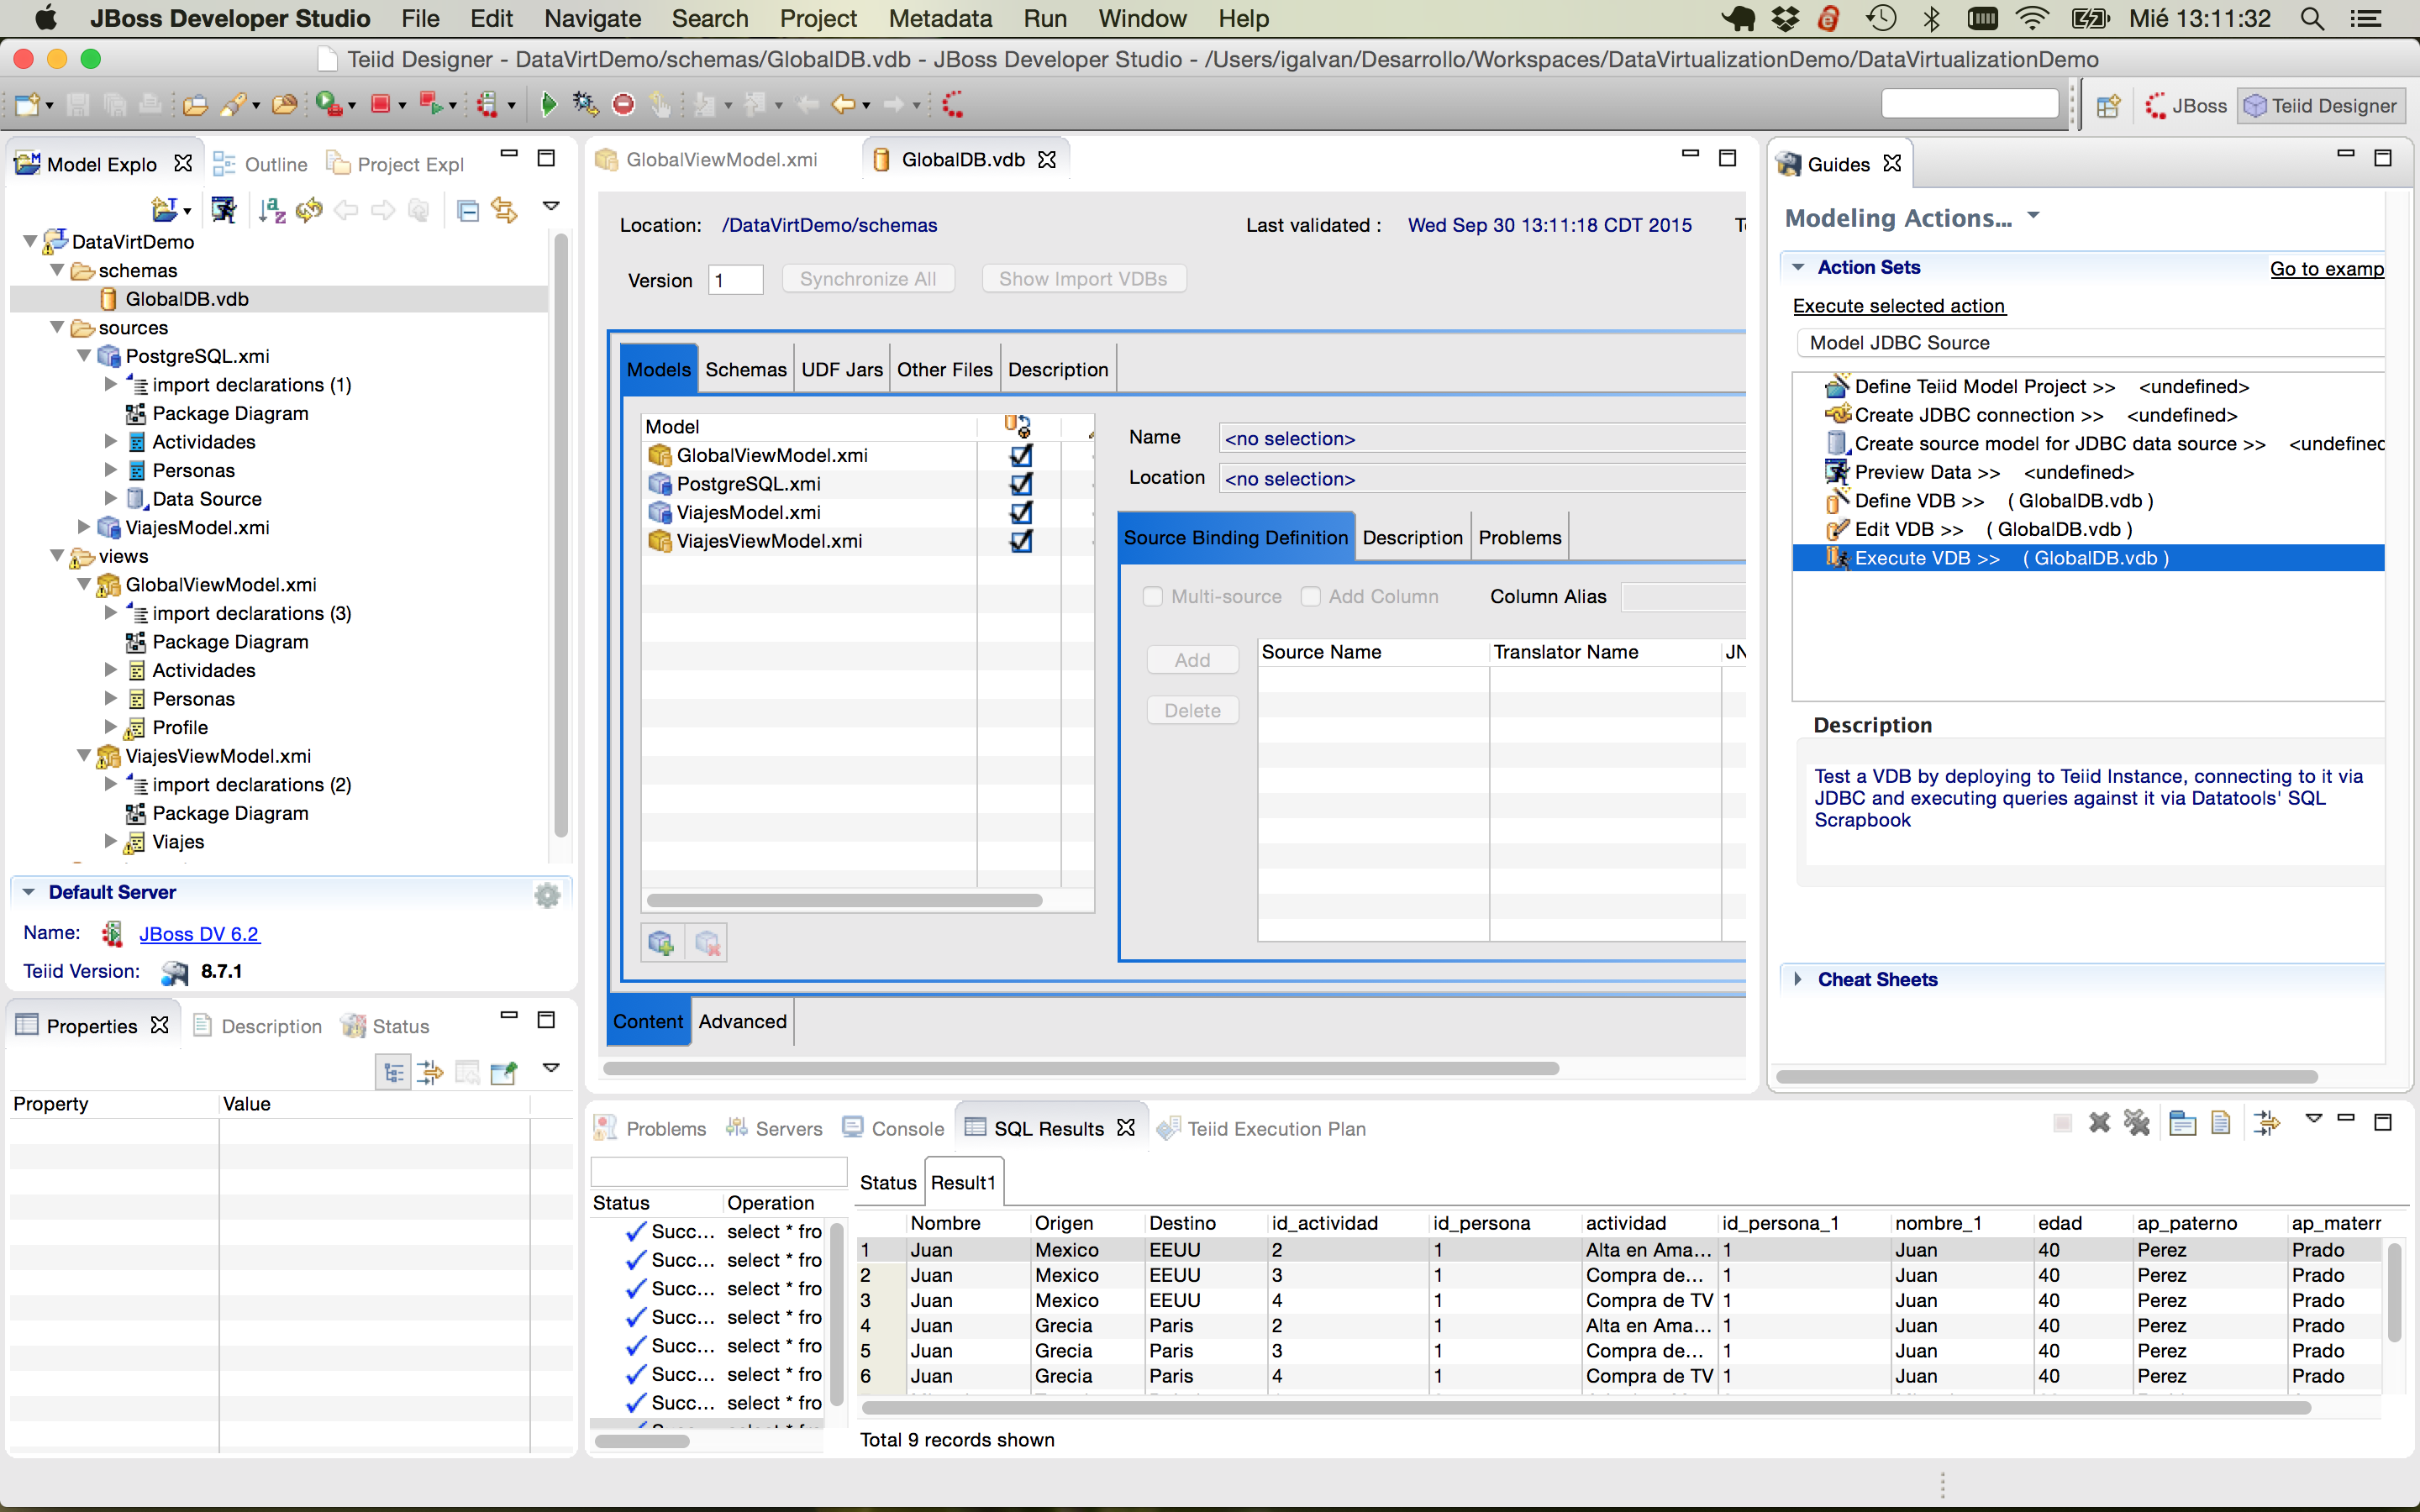 JBoss Developer Studio File Edit Navigate Search Project Metadata Run Window Help Mié 13:11:32
Teiid Designer - DataVirtDemo/schemas/GlobalDB.vdb - JBoss Developer Studio - /Users/igalvan/Desarrollo/Workspaces/DataVirtualizationDemo/DataVirtualizationDemo
JBoss Teiid Designer
Model Explo Outline Project Expl
DataVirtDemo
schemas
GlobalDB.vdb
sources
PostgreSQL.xmi
import declarations (1)
Package Diagram
Actividades
Personas
Data Source
ViajesModel.xmi
views
GlobalViewModel.xmi
import declarations (3)
Package Diagram
Actividades
Personas
Profile
ViajesViewModel.xmi
import declarations (2)
Package Diagram
Viajes
Default Server
Name: JBoss DV 6.2
Teiid Version: 8.7.1
Properties Description Status
Property Value
GlobalViewModel.xmi GlobalDB.vdb
Location: /DataVirtDemo/schemas Last validated : Wed Sep 30 13:11:18 CDT 2015
Version 1 Synchronize All Show Import VDBs
Models Schemas UDF Jars Other Files Description
Model
GlobalViewModel.xmi
PostgreSQL.xmi
ViajesModel.xmi
ViajesViewModel.xmi
Name <no selection>
Location <no selection>
Source Binding Definition Description Problems
Multi-source Add Column Column Alias
Add
Delete
Source Name Translator Name JN
Content Advanced
Guides
Modeling Actions...
Action Sets Go to examp
Execute selected action
Model JDBC Source
Define Teiid Model Project >> <undefined>
Create JDBC connection >> <undefined>
Create source model for JDBC data source >> <undefined
Preview Data >> <undefined>
Define VDB >> ( GlobalDB.vdb )
Edit VDB >> ( GlobalDB.vdb )
Execute VDB >> ( GlobalDB.vdb )
Description
Test a VDB by deploying to Teiid Instance, connecting to it via
JDBC and executing queries against it via Datatools' SQL
Scrapbook
Cheat Sheets
Problems Servers Console SQL Results Teiid Execution Plan
Status Operation
Succ... select * fro
Succ... select * fro
Succ... select * fro
Succ... select * fro
Succ... select * fro
Succ... select * fro
Succ... select * fro
Status Result1
Nombre Origen Destino id_actividad id_persona actividad id_persona_1 nombre_1 edad ap_paterno ap_matern
1 Juan Mexico EEUU 2 1 Alta en Ama... 1 Juan 40 Perez Prado
2 Juan Mexico EEUU 3 1 Compra de... 1 Juan 40 Perez Prado
3 Juan Mexico EEUU 4 1 Compra de TV 1 Juan 40 Perez Prado
4 Juan Grecia Paris 2 1 Alta en Ama... 1 Juan 40 Perez Prado
5 Juan Grecia Paris 3 1 Compra de... 1 Juan 40 Perez Prado
6 Juan Grecia Paris 4 1 Compra de TV 1 Juan 40 Perez Prado
Total 9 records shown